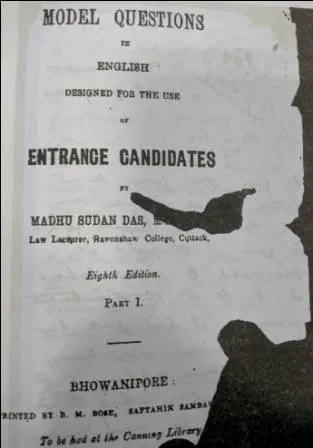 MODEL QUESTIONS
IN
ENGLISH
DESIGNED FOR THE USE
OF
ENTRANCE CANDIDATES
BY
MADHU SUDAN DAS,
Law Lecturer, Ravenshaw College, Cuttack,
Eighth Edition.
PART I.
BHOWANIPORE:
PRINTED BY B. M. BOSE, SAPTAHIK
To be had at the Canning Library